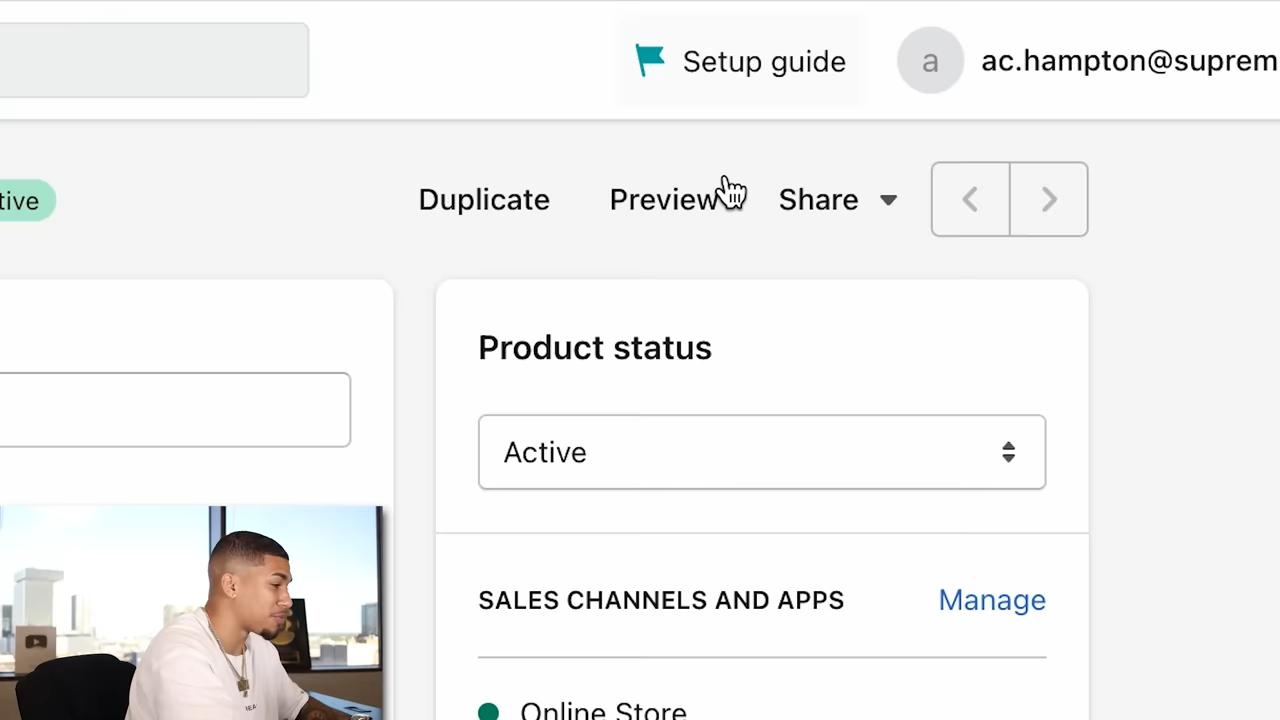 Setup guide
a
ac.hampton@suprem
tive
Duplicate
Preview
Share
Product status
Active
SALES CHANNELS AND APPS
Manage
Online Store